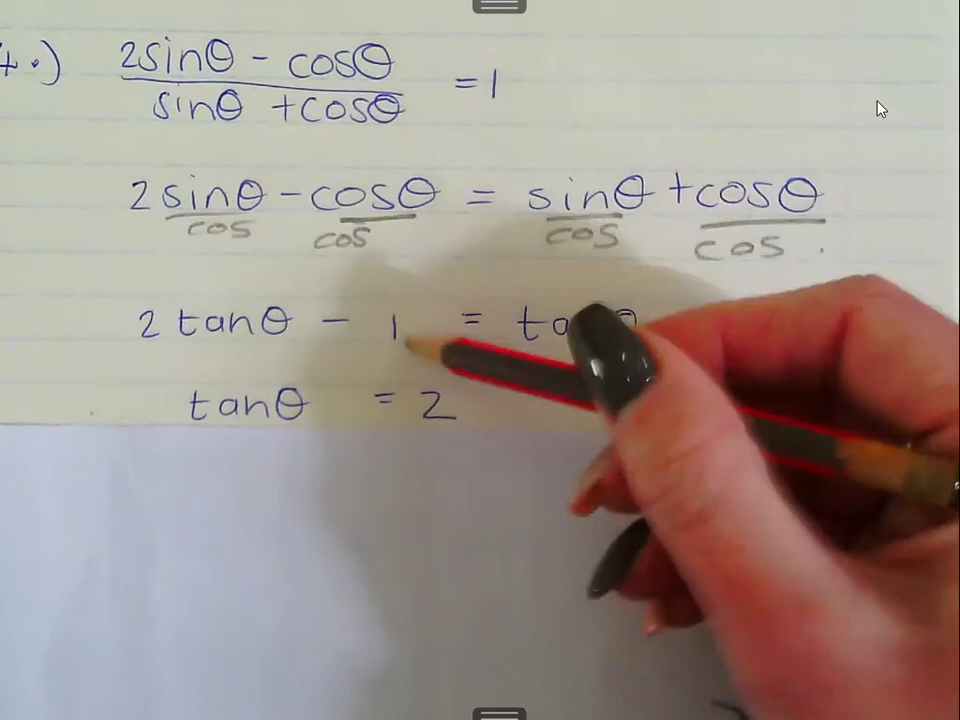 4.) 2sinθ - cosθ
sinθ + cosθ = 1
2 sinθ - cosθ = sinθ + cosθ
cos cos cos cos .
2 tanθ - 1 =
tanθ = 2